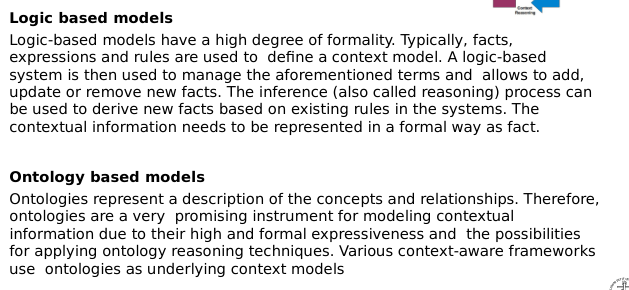 Context
Reasoning
Logic based models
Logic-based models have a high degree of formality. Typically, facts,
expressions and rules are used to  define a context model. A logic-based
system is then used to manage the aforementioned terms and  allows to add,
update or remove new facts. The inference (also called reasoning) process can
be used to derive new facts based on existing rules in the systems. The
contextual information needs to be represented in a formal way as fact.
Ontology based models
Ontologies represent a description of the concepts and relationships. Therefore,
ontologies are a very  promising instrument for modeling contextual
information due to their high and formal expressiveness and  the possibilities
for applying ontology reasoning techniques. Various context-aware frameworks
use  ontologies as underlying context models